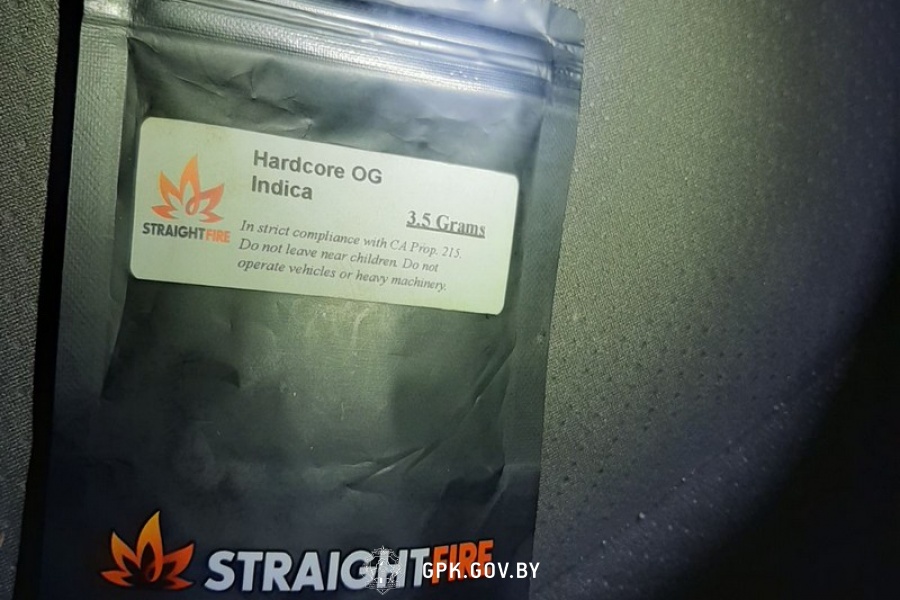 Hardcore OG
Indica
3.5 Grams
STRAIGHTFIRE
In strict compliance with CA Prop. 215.
Do not leave near children. Do not
operate vehicles or heavy machinery.
STRAIGHTFIRE
GPK.GOV.BY